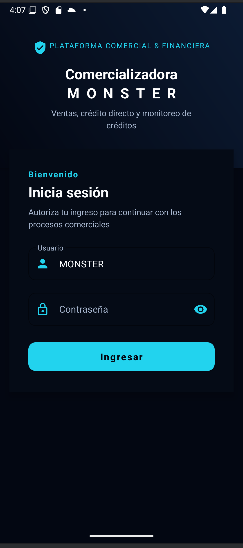 4:07
PLATAFORMA COMERCIAL & FINANCIERA
Comercializadora
MONSTER
Ventas, crédito directo y monitoreo de
créditos
Bienvenido
Inicia sesión
Autoriza tu ingreso para continuar con los
procesos comerciales
Usuario
MONSTER
Contraseña
Ingresar